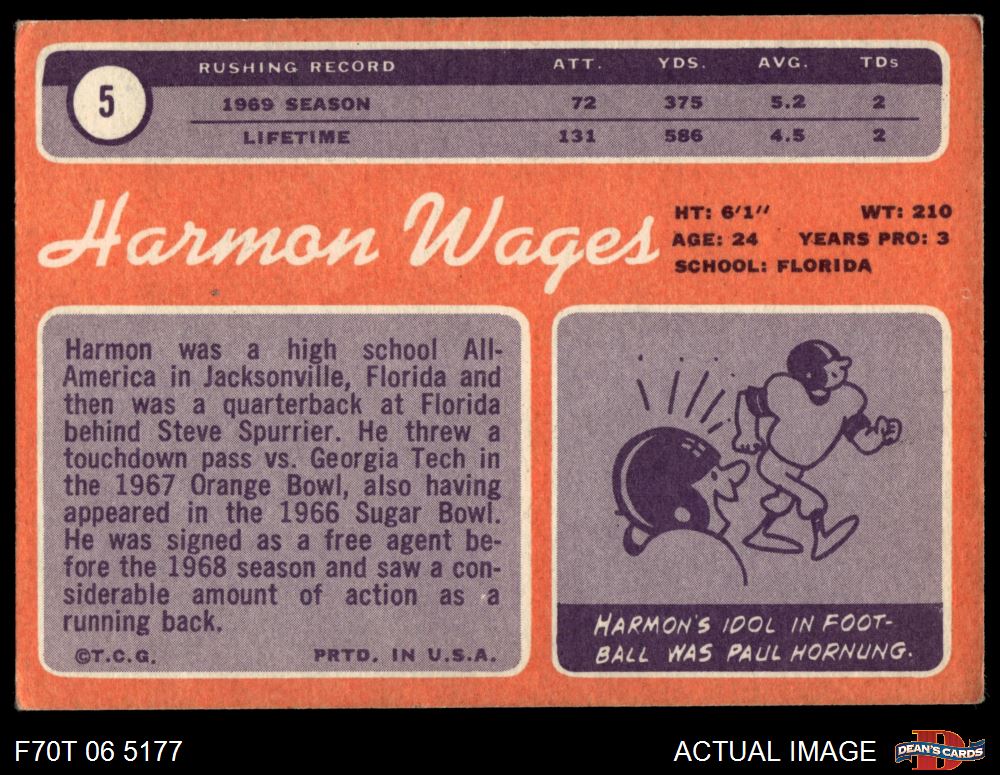 5
RUSHING RECORD ATT. YDS. AVG. TDs
1969 SEASON 72 375 5.2 2
LIFETIME 131 586 4.5 2
Harmon Wages
HT: 6'1'' WT: 210
AGE: 24 YEARS PRO: 3
SCHOOL: FLORIDA
Harmon was a high school All-
America in Jacksonville, Florida and
then was a quarterback at Florida
behind Steve Spurrier. He threw a
touchdown pass vs. Georgia Tech in
the 1967 Orange Bowl, also having
appeared in the 1966 Sugar Bowl.
He was signed as a free agent be-
fore the 1968 season and saw a con-
siderable amount of action as a
running back.
©T.C.G. PRTD. IN U.S.A.
HARMON'S IDOL IN FOOT-
BALL WAS PAUL HORNUNG.
F70T 06 5177
ACTUAL IMAGE
D
DEAN'S CARDS